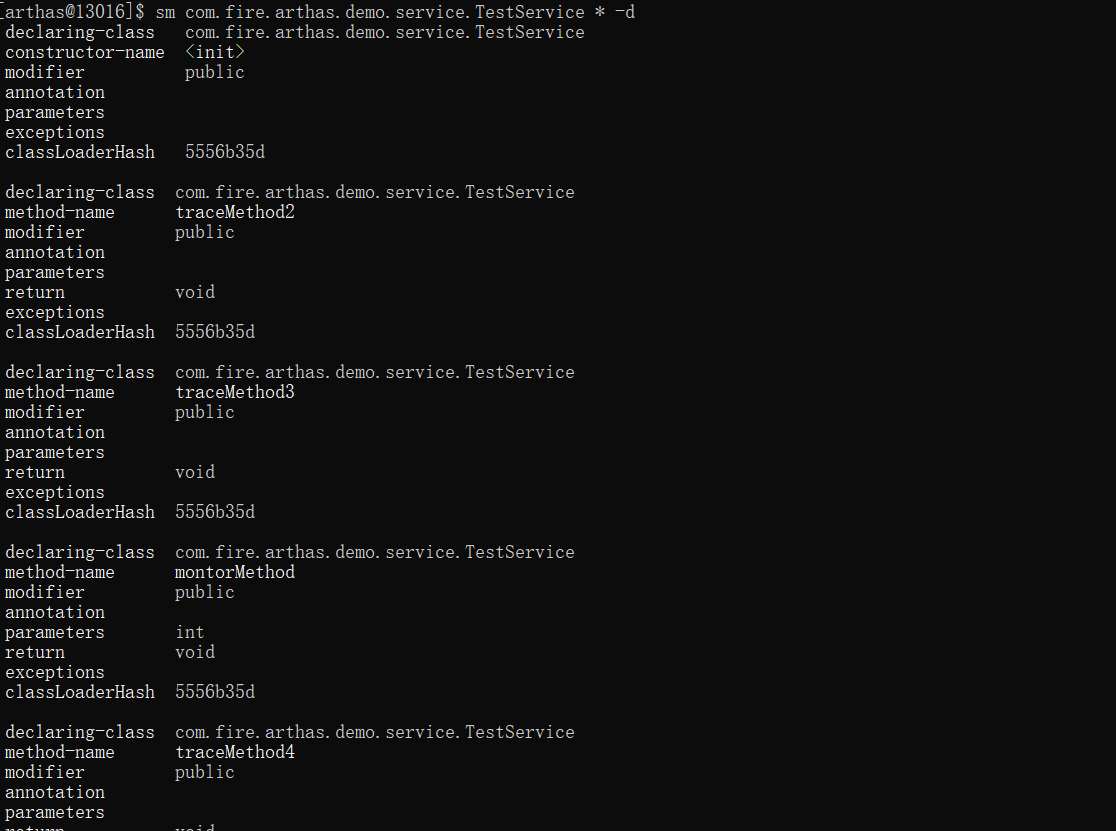 [arthas@13016]$ sm com.fire.arthas.demo.service.TestService * -d
declaring-class   com.fire.arthas.demo.service.TestService
constructor-name  <init>
modifier          public
annotation
parameters
exceptions
classLoaderHash   5556b35d

declaring-class  com.fire.arthas.demo.service.TestService
method-name      traceMethod2
modifier         public
annotation
parameters
return           void
exceptions
classLoaderHash  5556b35d

declaring-class  com.fire.arthas.demo.service.TestService
method-name      traceMethod3
modifier         public
annotation
parameters
return           void
exceptions
classLoaderHash  5556b35d

declaring-class  com.fire.arthas.demo.service.TestService
method-name      montorMethod
modifier         public
annotation
parameters       int
return           void
exceptions
classLoaderHash  5556b35d

declaring-class  com.fire.arthas.demo.service.TestService
method-name      traceMethod4
modifier         public
annotation
parameters
return           void